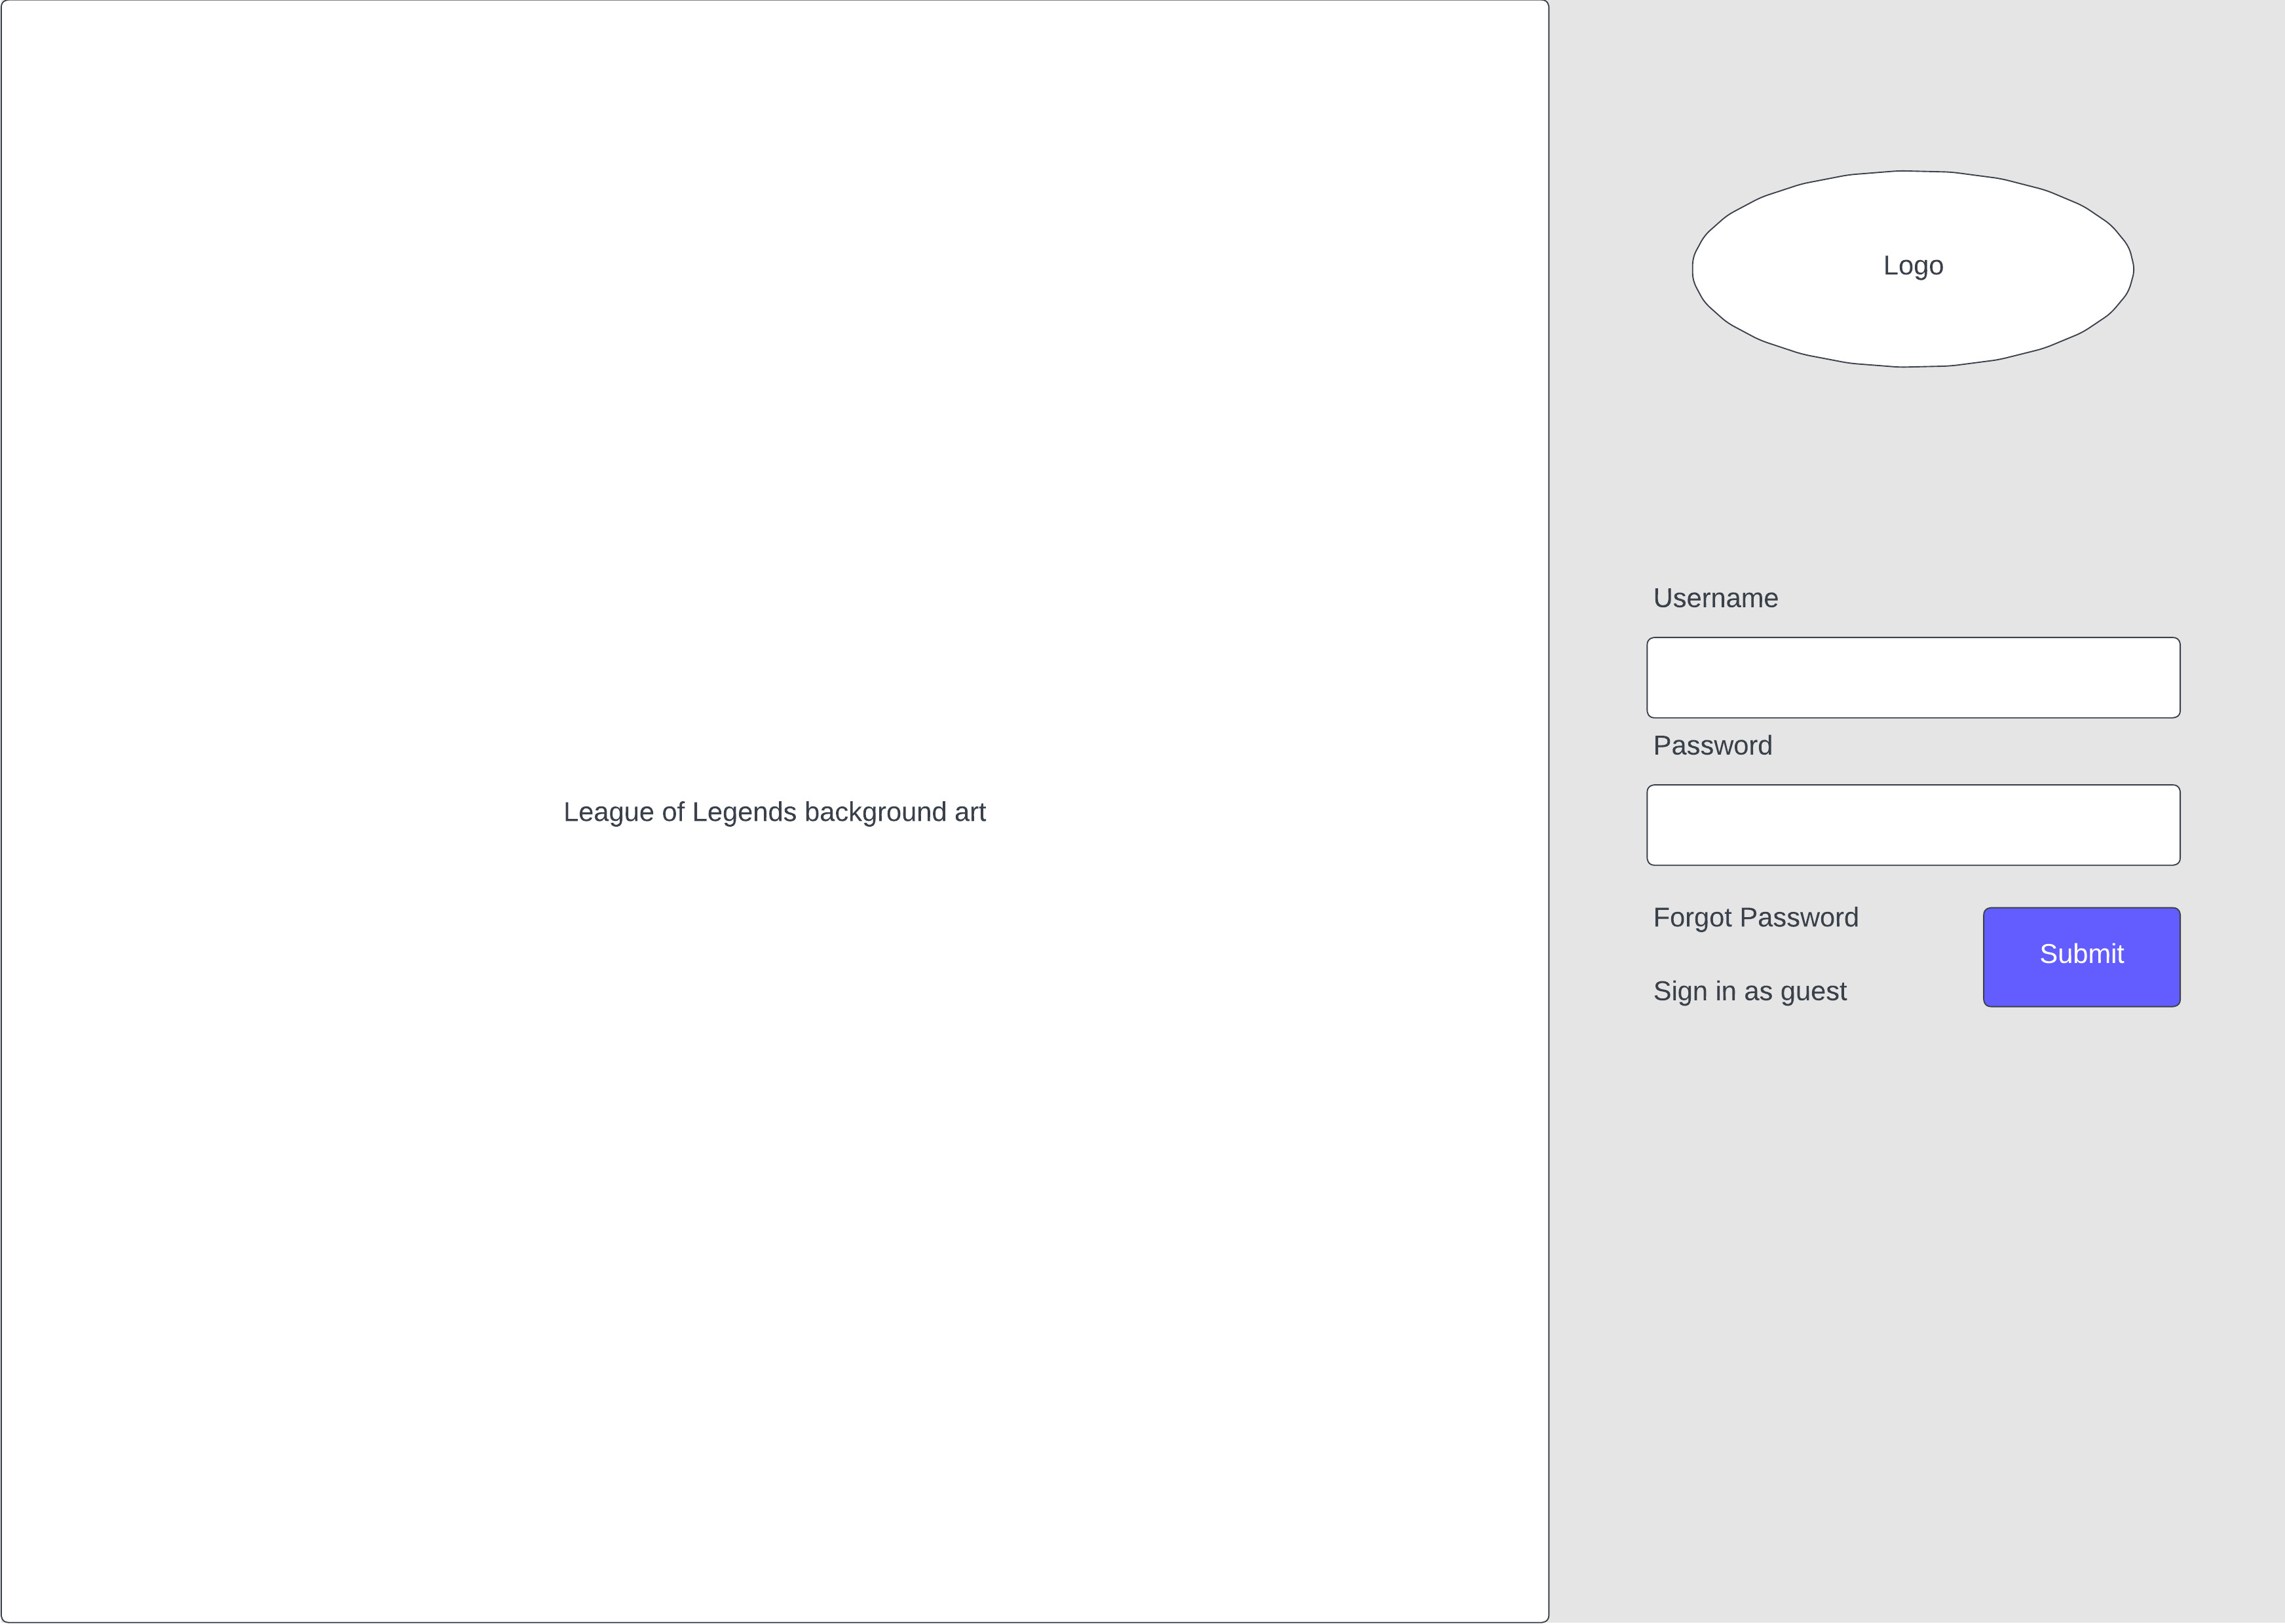 League of Legends background art
Logo
Username
Password
Forgot Password
Submit
Sign in as guest